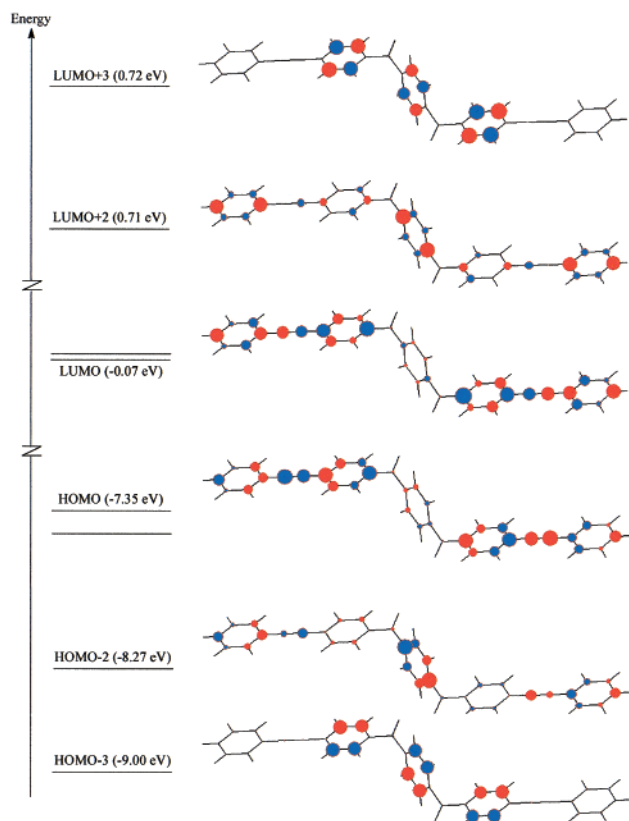 Energy
LUMO+3 (0.72 eV)
LUMO+2 (0.71 eV)
LUMO (-0.07 eV)
HOMO (-7.35 eV)
HOMO-2 (-8.27 eV)
HOMO-3 (-9.00 eV)